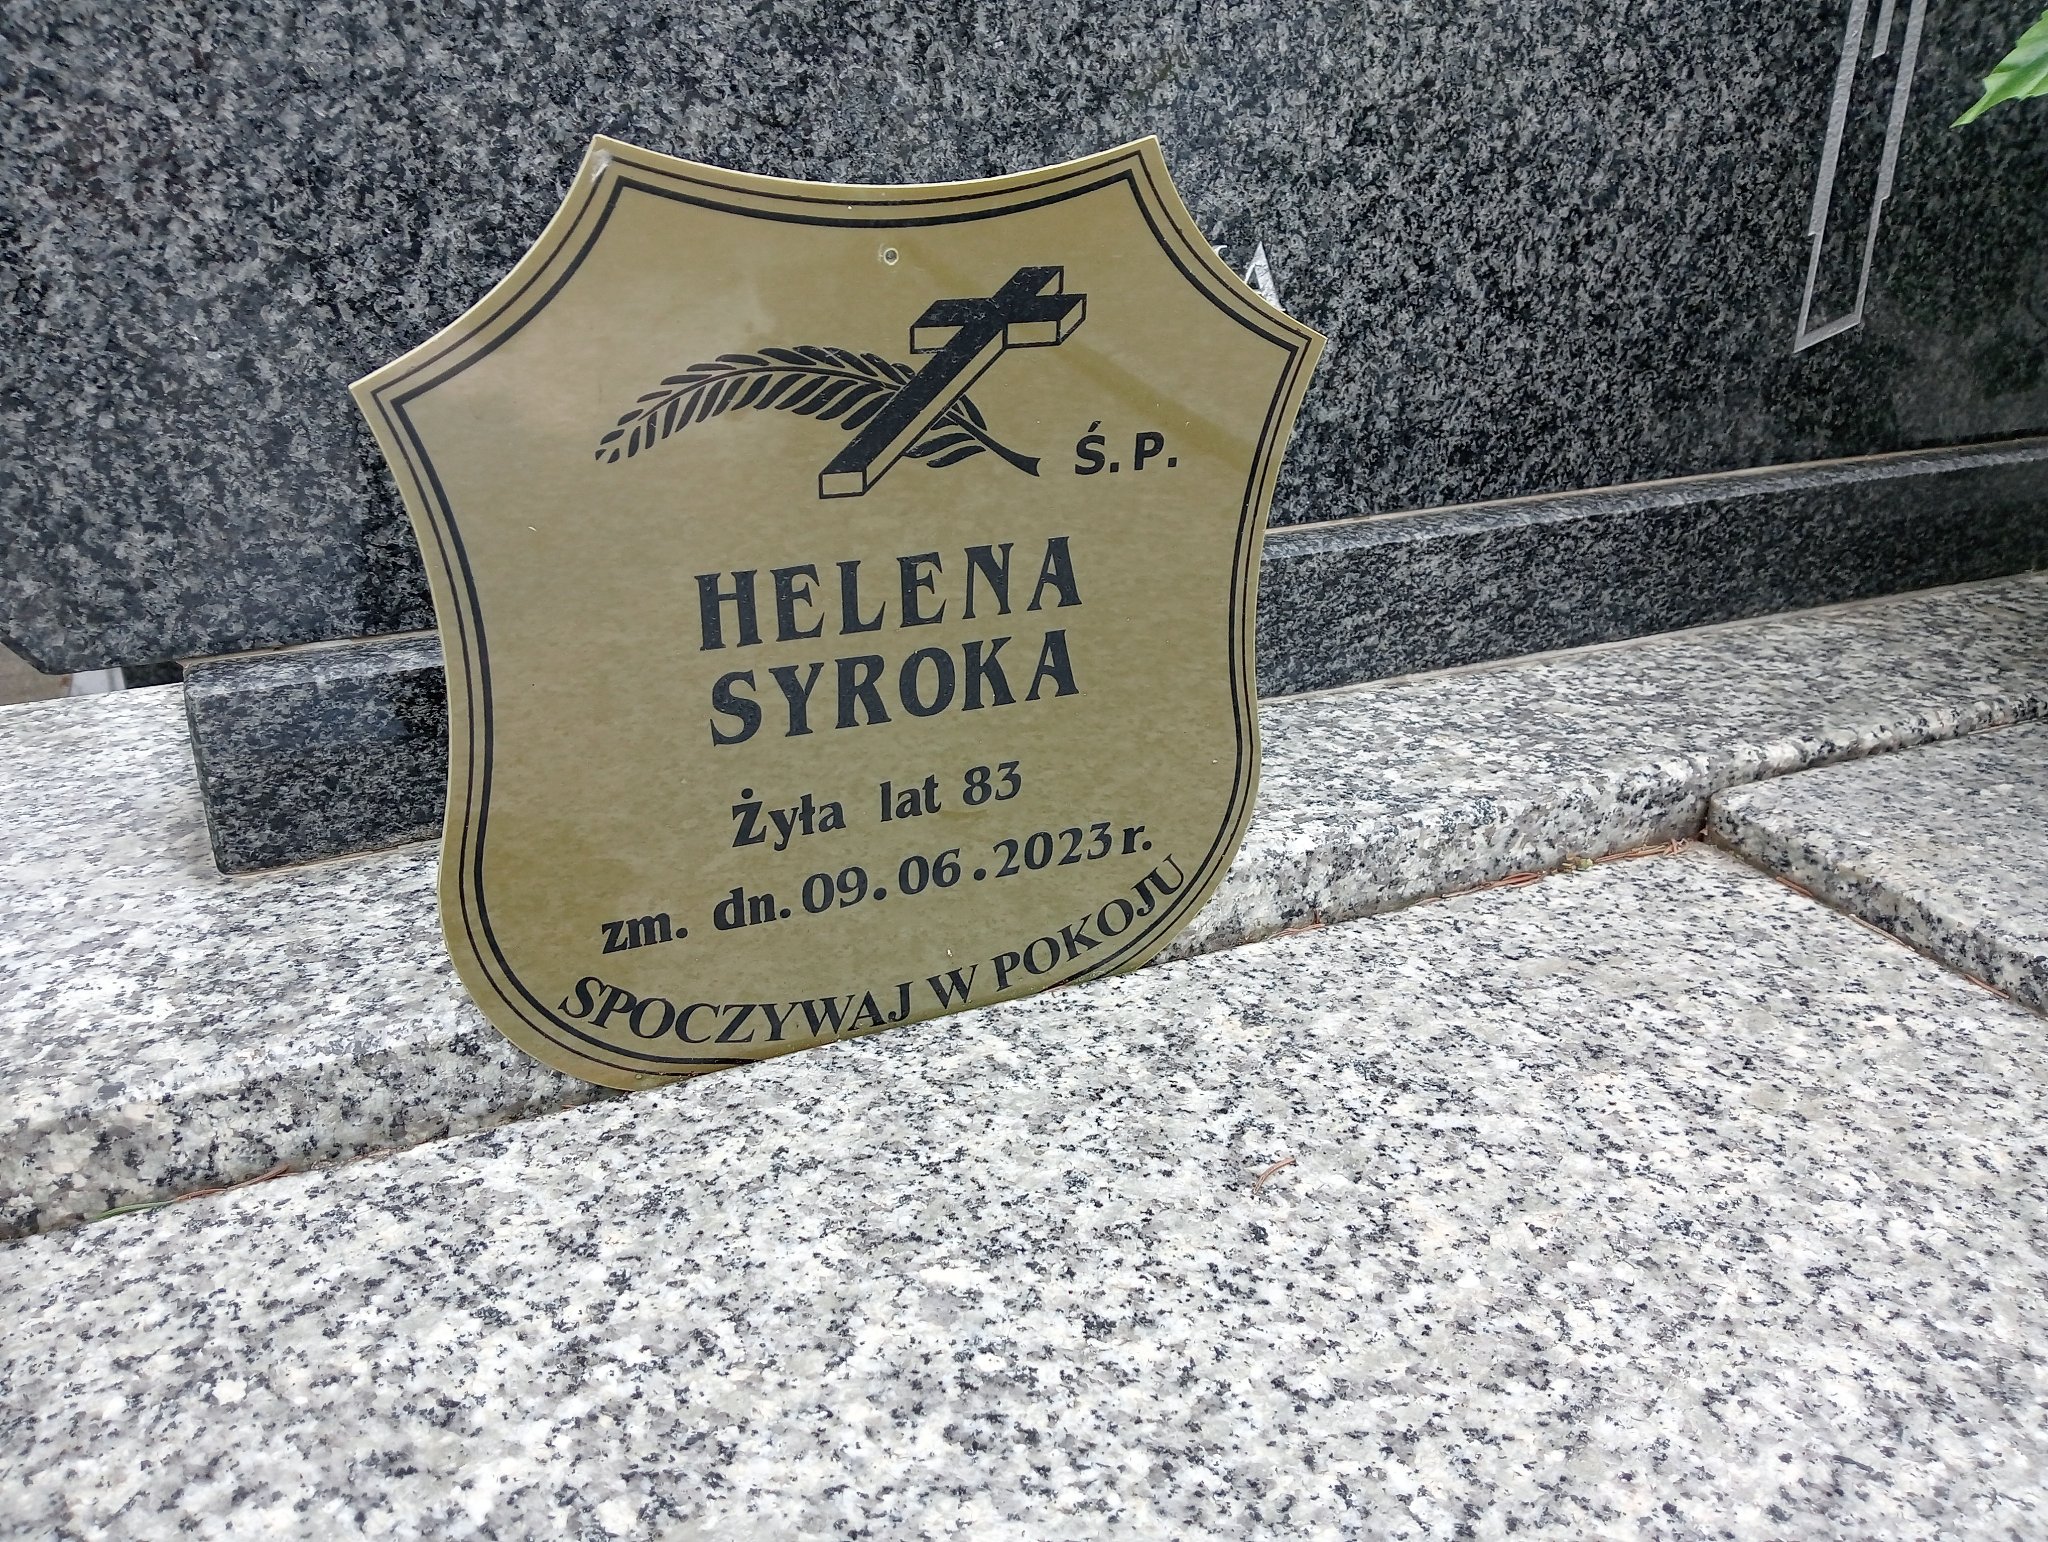 Ś. P.
HELENA
SYROKA
Żyła lat 83
zm. dn. 09.06.2023 r.
SPOCZYWAJ W POKOJU